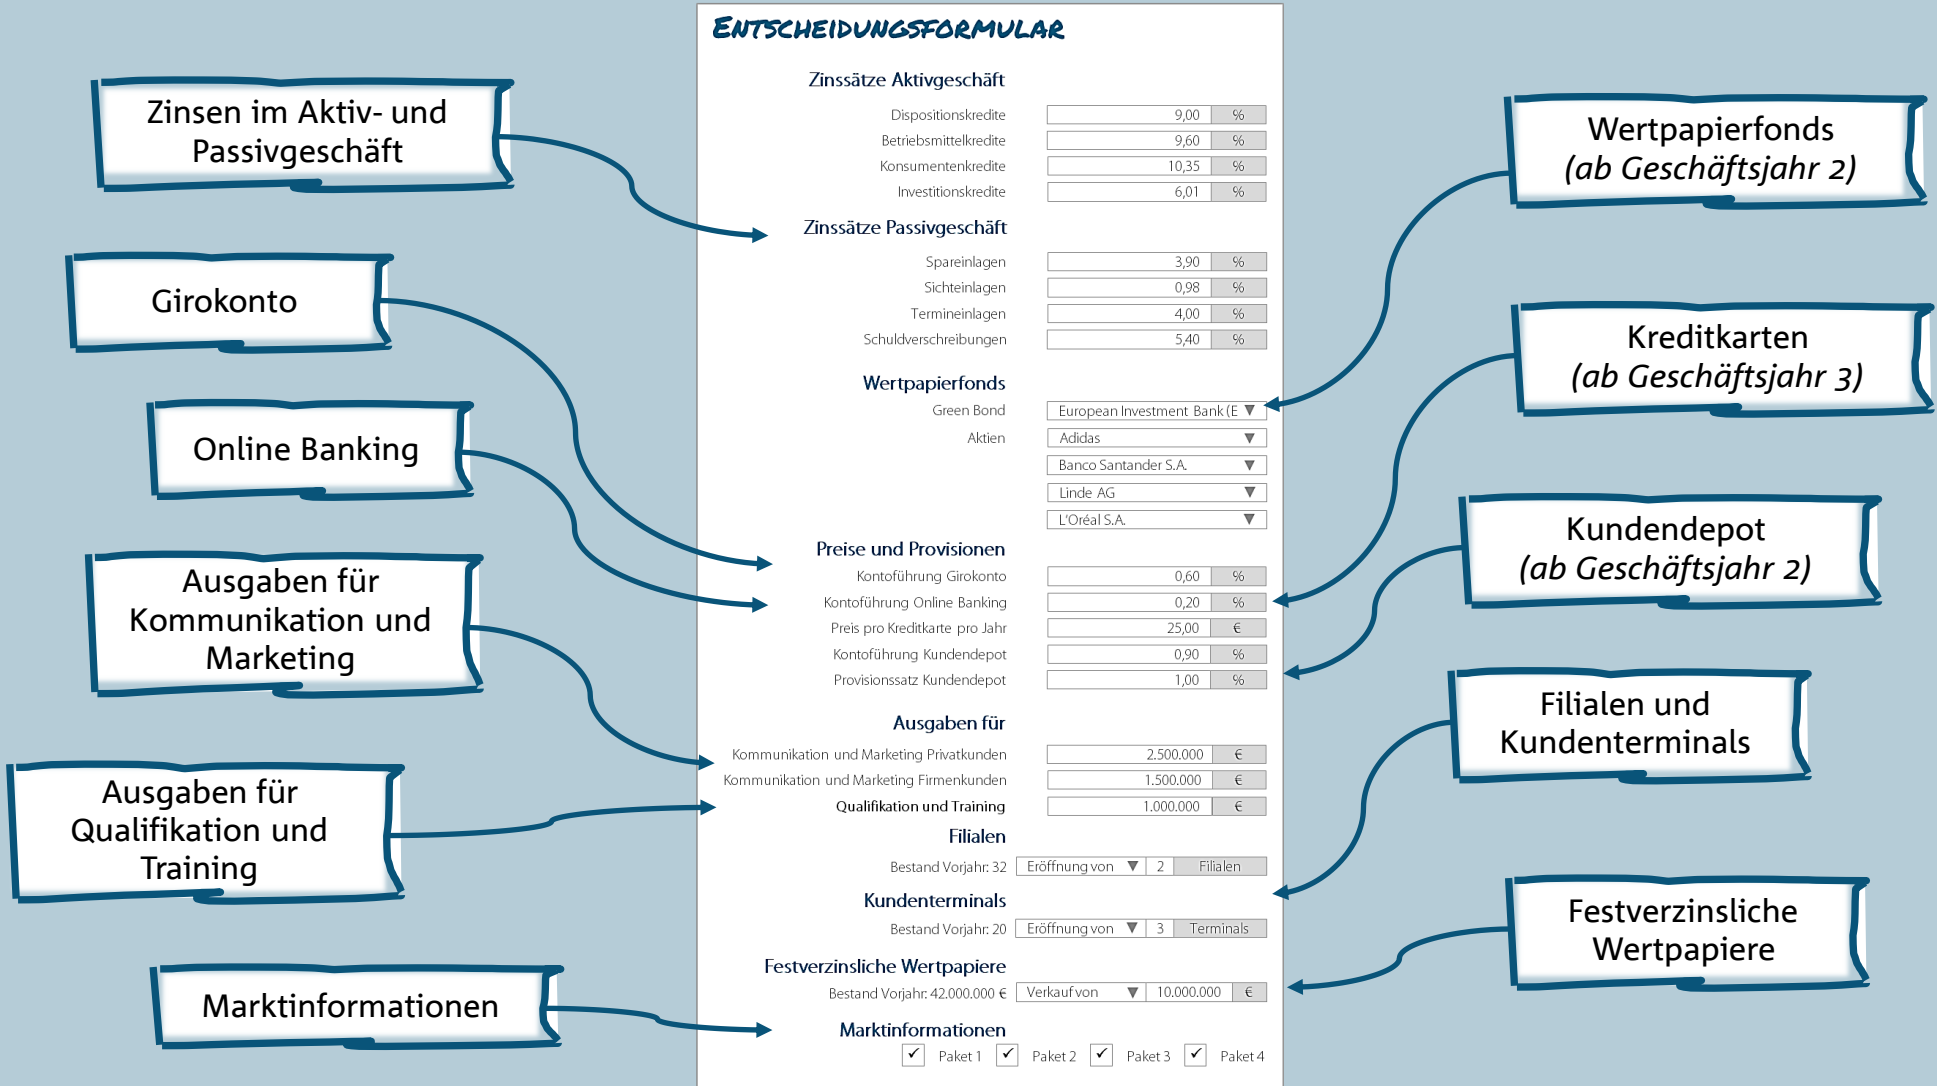 ENTSCHEIDUNGSFORMULAR
Zinsen im Aktiv- und
Passivgeschäft
Girokonto
Online Banking
Ausgaben für
Kommunikation und
Marketing
Ausgaben für
Qualifikation und
Training
Marktinformationen
Zinssätze Aktivgeschäft
Dispositionskredite 9,00 %
Betriebsmittelkredite 9,60 %
Konsumentenkredite 10,35 %
Investitionskredite 6,01 %
Zinssätze Passivgeschäft
Spareinlagen 3,90 %
Sichteinlagen 0,98 %
Termineinlagen 4,00 %
Schuldverschreibungen 5,40 %
Wertpapierfonds
Green Bond European Investment Bank (E
Aktien Adidas
Banco Santander S.A.
Linde AG
L'Oréal S.A.
Preise und Provisionen
Kontoführung Girokonto 0,60 %
Kontoführung Online Banking 0,20 %
Preis pro Kreditkarte pro Jahr 25,00 €
Kontoführung Kundendepot 0,90 %
Provisionssatz Kundendepot 1,00 %
Ausgaben für
Kommunikation und Marketing Privatkunden 2.500.000 €
Kommunikation und Marketing Firmenkunden 1.500.000 €
Qualifikation und Training 1.000.000 €
Filialen
Bestand Vorjahr: 32 Eröffnung von 2 Filialen
Kundenterminals
Bestand Vorjahr: 20 Eröffnung von 3 Terminals
Festverzinsliche Wertpapiere
Bestand Vorjahr: 42.000.000 € Verkauf von 10.000.000 €
Marktinformationen
✓ Paket 1 ✓ Paket 2 ✓ Paket 3 ✓ Paket 4
Wertpapierfonds
(ab Geschäftsjahr 2)
Kreditkarten
(ab Geschäftsjahr 3)
Kundendepot
(ab Geschäftsjahr 2)
Filialen und
Kundenterminals
Festverzinsliche
Wertpapiere